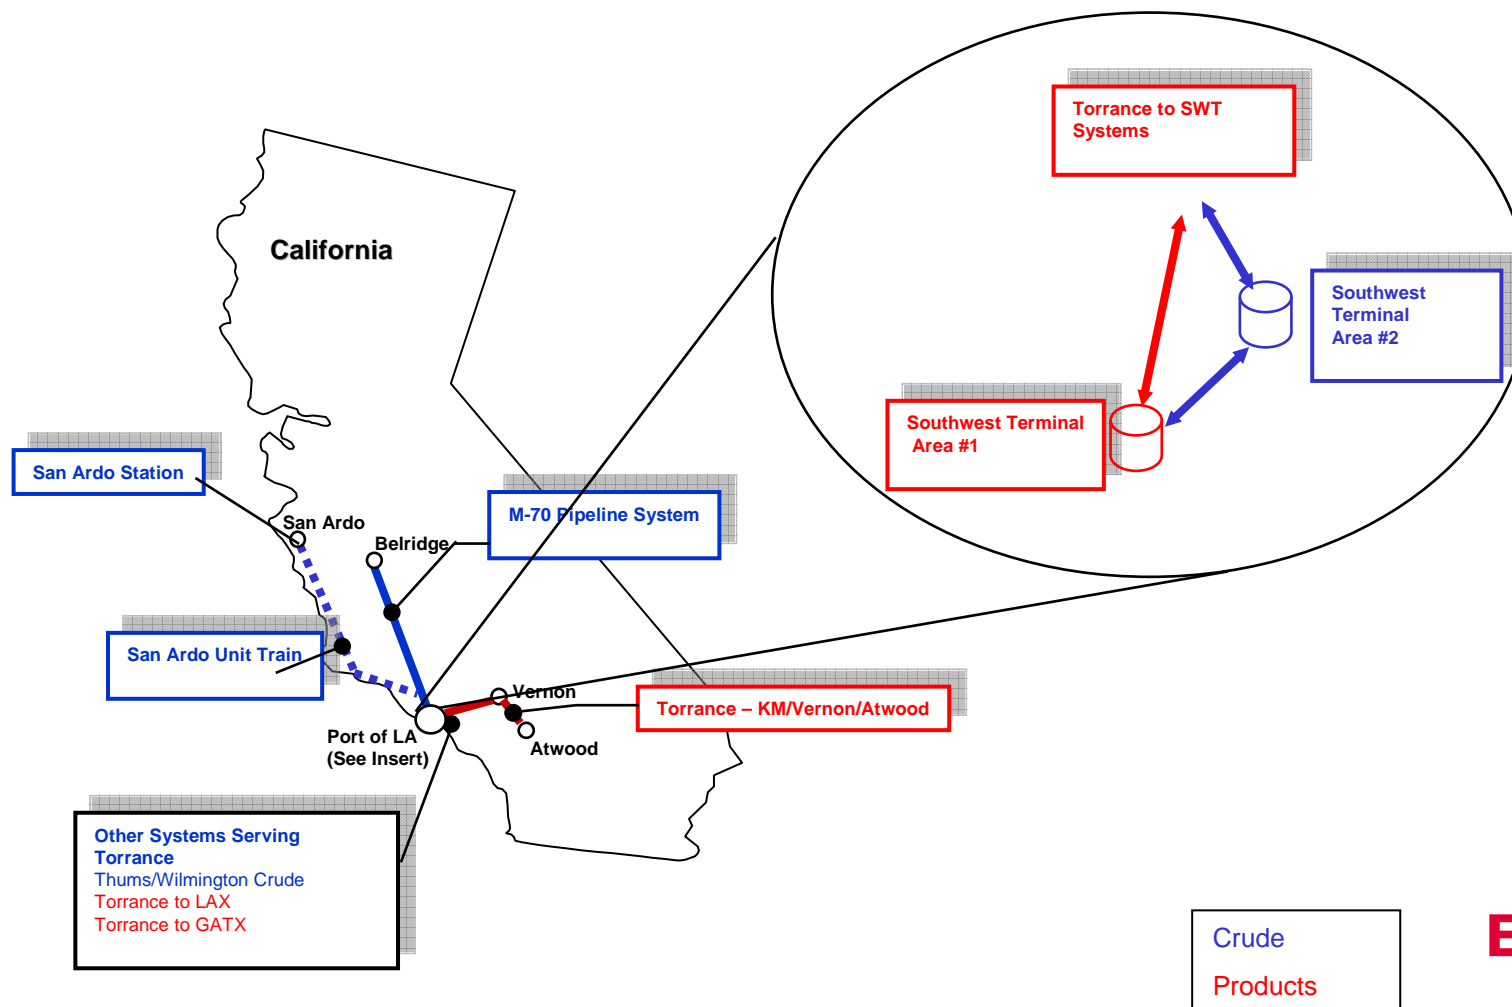 Torrance to SWT
Systems
California
Southwest
Terminal
Area #2
Southwest Terminal
Area #1
San Ardo Station
San Ardo
M-70 Pipeline System
Belridge
San Ardo Unit Train
Vernon
Torrance – KM/Vernon/Atwood
Port of LA
(See Insert)
Atwood
Other Systems Serving
Torrance
Thums/Wilmington Crude
Torrance to LAX
Torrance to GATX
Crude
Products
E